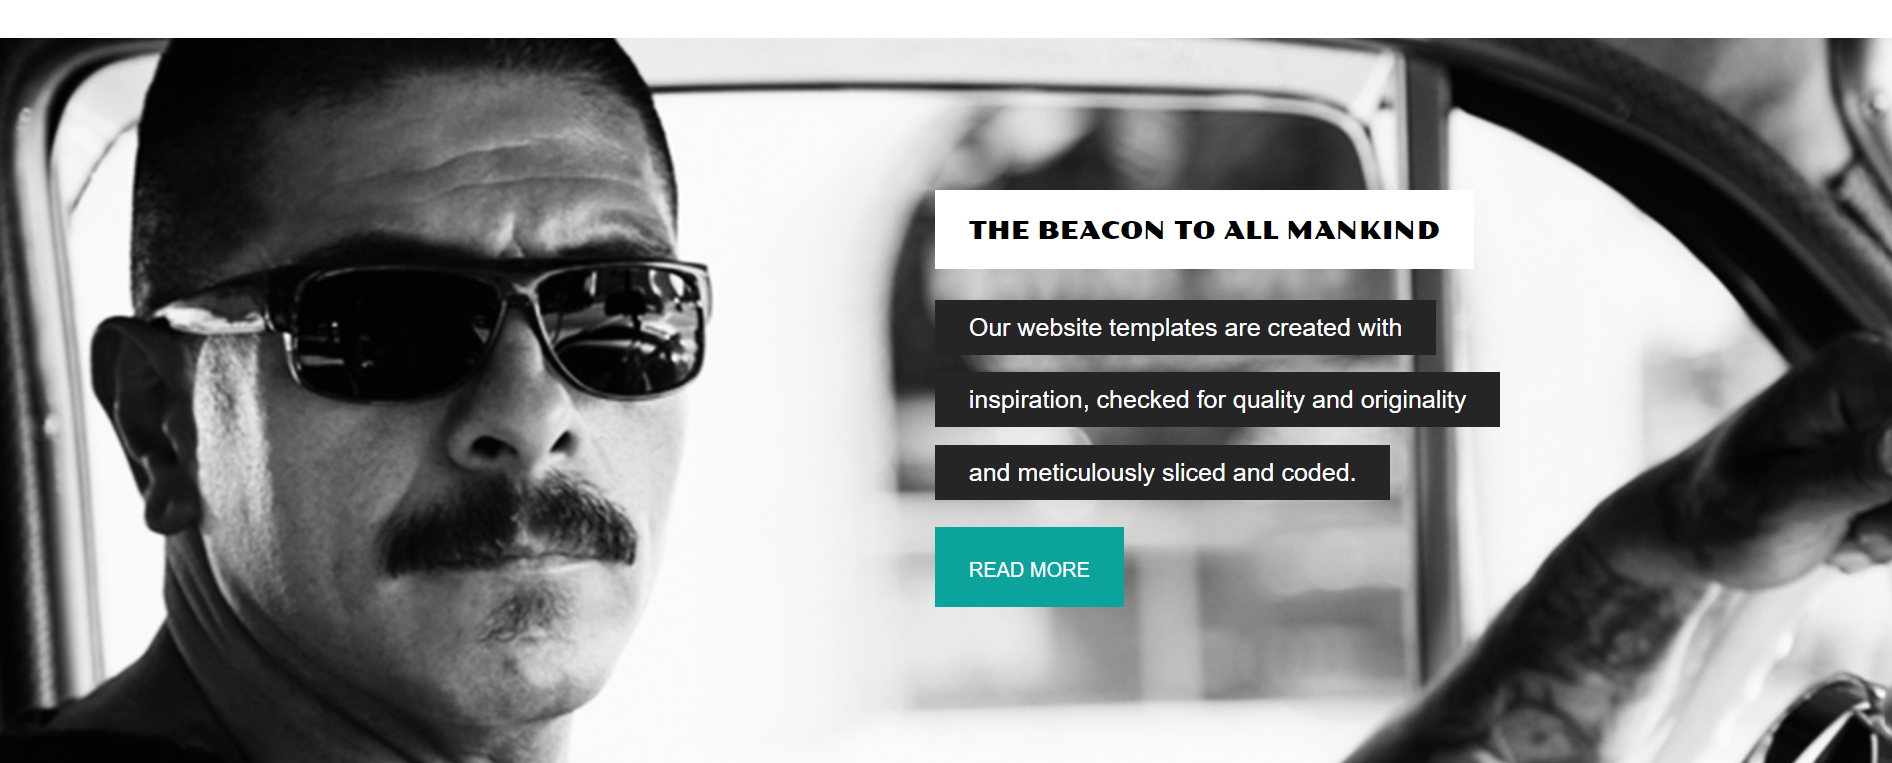 THE BEACON TO ALL MANKIND
Our website templates are created with
inspiration, checked for quality and originality
and meticulously sliced and coded.
READ MORE